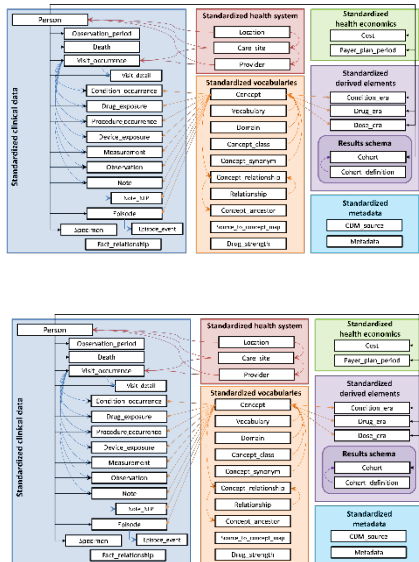 Standardized clinical data
Person
Observation_period
Death
Visit_occurrence
Visit_detail
Condition_occurrence
Drug_exposure
Procedure_occurrence
Device_exposure
Measurement
Observation
Note
Note_NLP
Episode
Specimen
Episode_event
Fact_relationship
Standardized health system
Location
Care_site
Provider
Standardized vocabularies
Concept
Vocabulary
Domain
Concept_class
Concept_synonym
Concept_relationship
Relationship
Concept_ancestor
Source_to_concept_map
Drug_strength
Standardized
health economics
Cost
Payer_plan_period
Standardized
derived elements
Condition_era
Drug_era
Dose_era
Results schema
Cohort
Cohort_definition
Standardized
metadata
CDM_source
Metadata
Standardized clinical data
Person
Observation_period
Death
Visit_occurrence
Visit_detail
Condition_occurrence
Drug_exposure
Procedure_occurrence
Device_exposure
Measurement
Observation
Note
Note_NLP
Episode
Specimen
Episode_event
Fact_relationship
Standardized health system
Location
Care_site
Provider
Standardized vocabularies
Concept
Vocabulary
Domain
Concept_class
Concept_synonym
Concept_relationship
Relationship
Concept_ancestor
Source_to_concept_map
Drug_strength
Standardized
health economics
Cost
Payer_plan_period
Standardized
derived elements
Condition_era
Drug_era
Dose_era
Results schema
Cohort
Cohort_definition
Standardized
metadata
CDM_source
Metadata